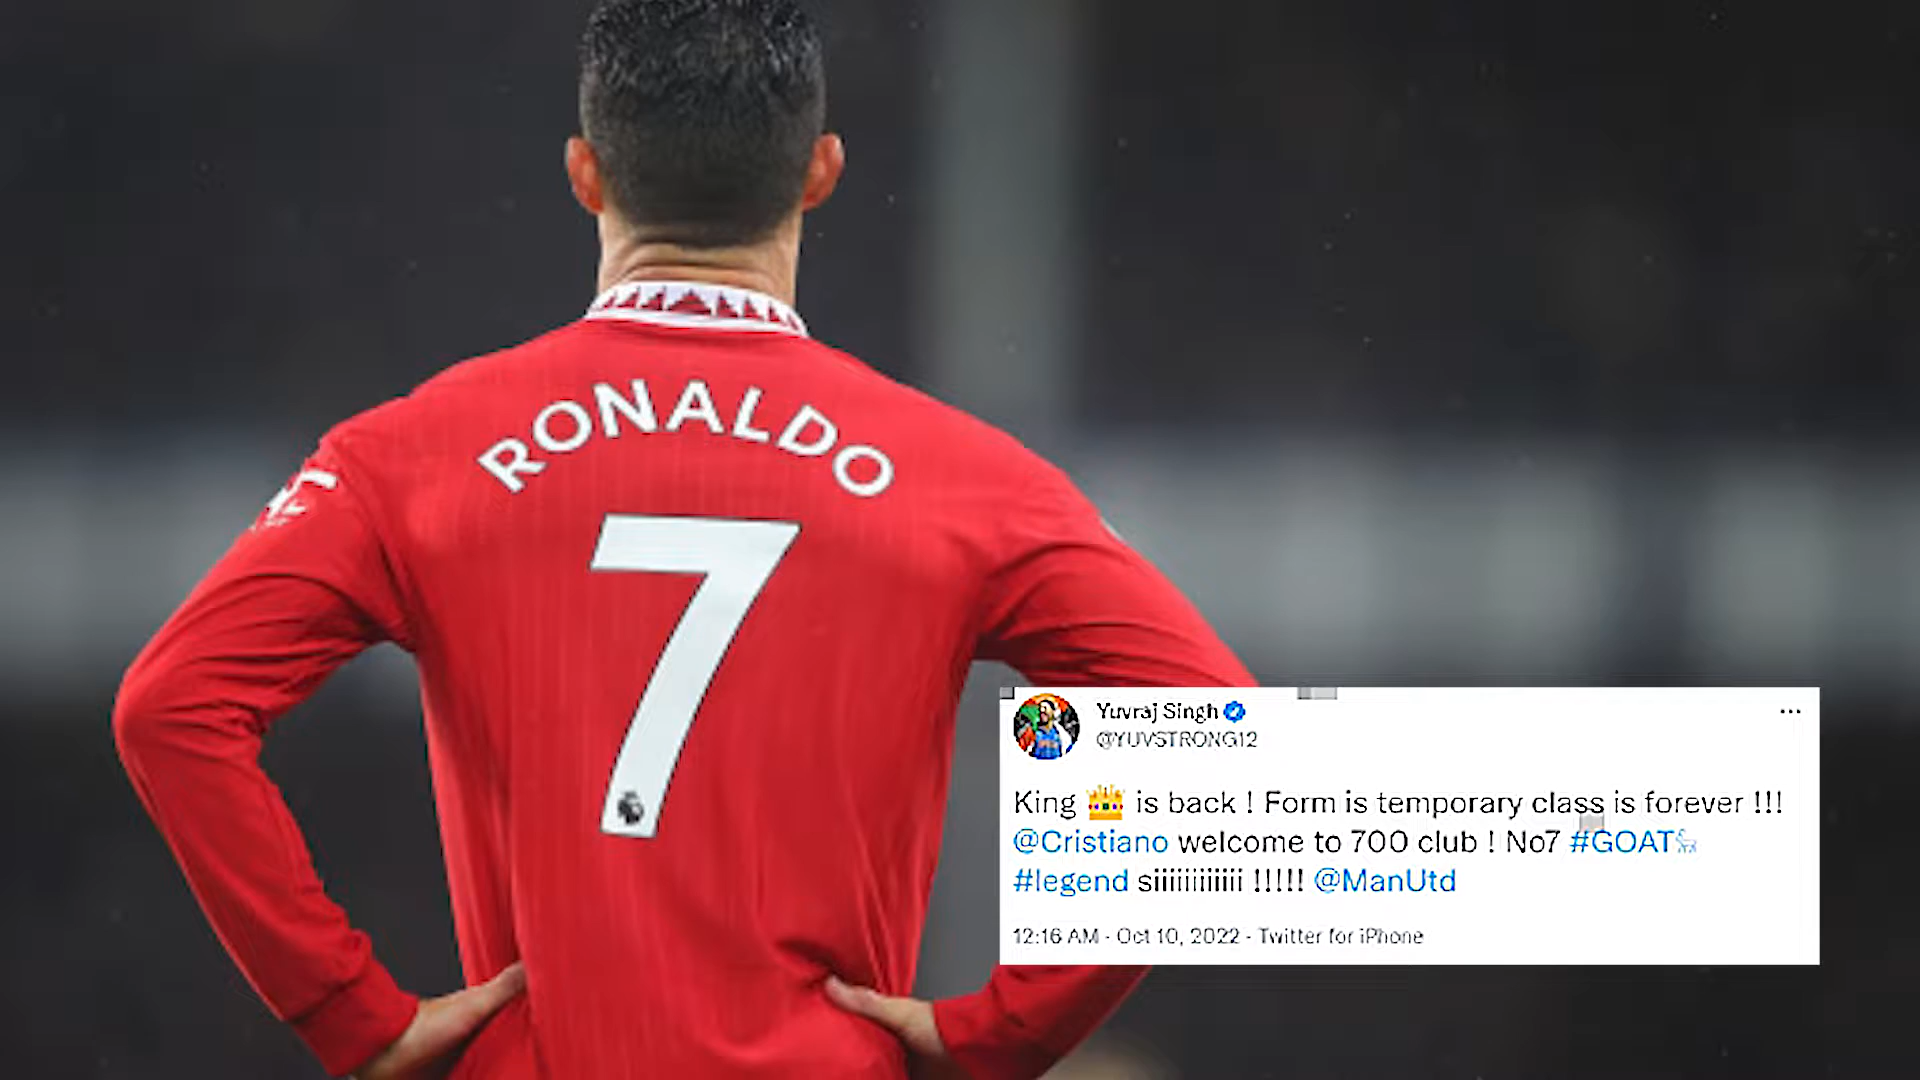 RONALDO
7
Yuvraj Singh
@YUVSTRONG12
King 👑 is back ! Form is temporary class is forever !!!
@Cristiano welcome to 700 club ! No7 #GOAT🐐
#legend siiiiiiiiiiii !!!!! @ManUtd
12:16 AM · Oct 10, 2022 · Twitter for iPhone